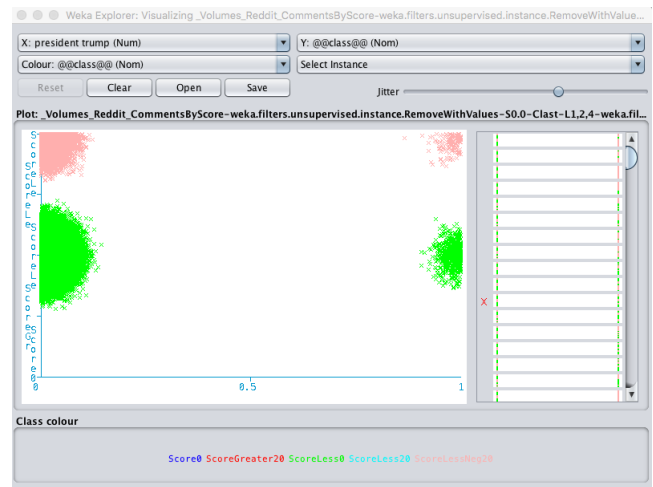 Weka Explorer: Visualizing _Volumes_Reddit_CommentsByScore-weka.filters.unsupervised.instance.RemoveWithValue...
X: president trump (Num)
Y: @@class@@ (Nom)
Colour: @@class@@ (Nom)
Select Instance
Reset
Clear
Open
Save
Jitter
Plot: _Volumes_Reddit_CommentsByScore-weka.filters.unsupervised.instance.RemoveWithValues-S0.0-Clast-L1,2,4-weka.fil...
0
0.5
1
X
Class colour
Score0 ScoreGreater20 ScoreLess0 ScoreLess20 ScoreLessNeg20